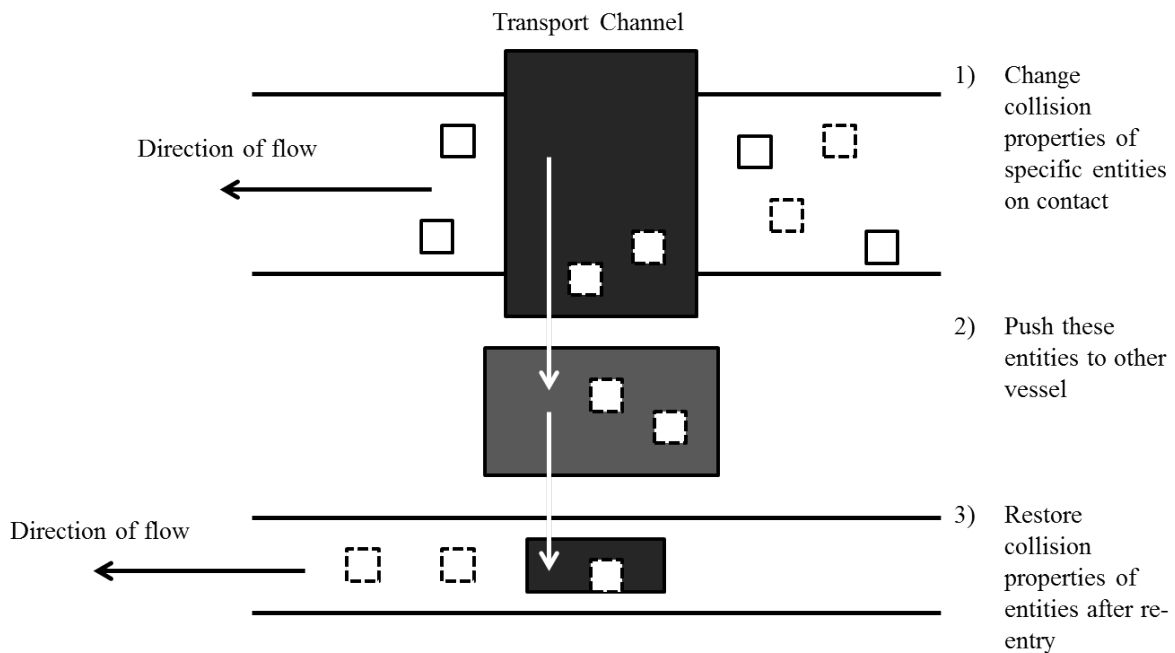 Transport Channel
1) Change
collision
properties of
specific entities
on contact
Direction of flow
2) Push these
entities to other
vessel
3) Restore
collision
properties of
entities after re-
entry
Direction of flow